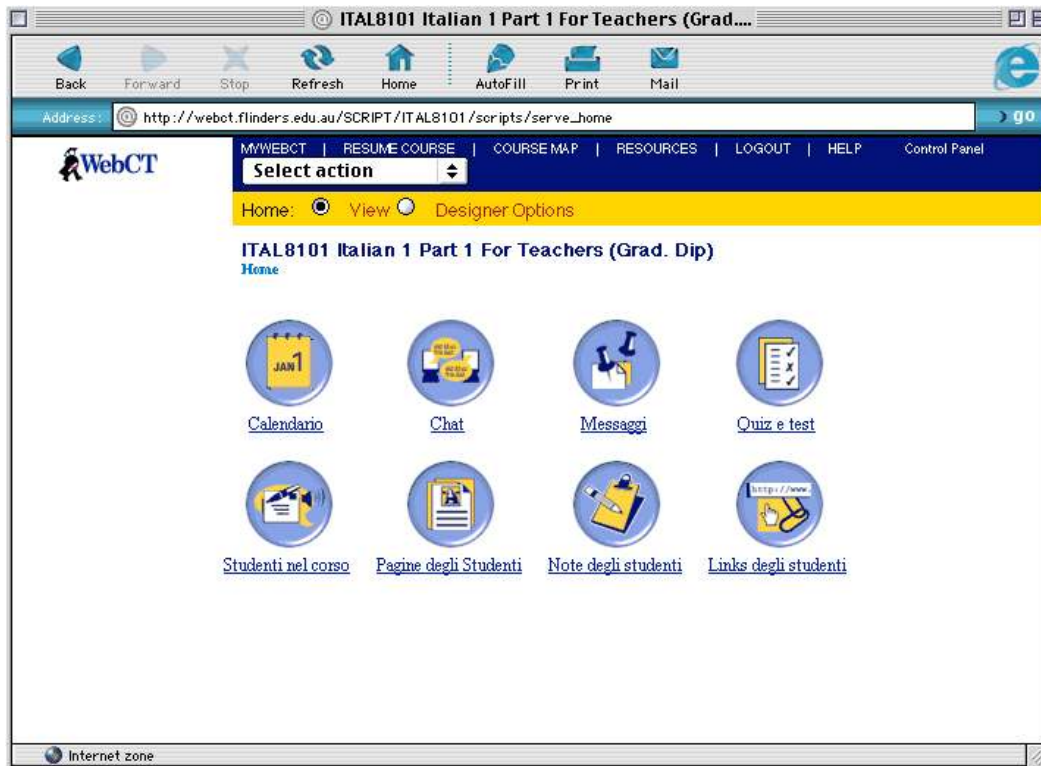 ITAL8101 Italian 1 Part 1 For Teachers (Grad....
Back Forward Stop Refresh Home AutoFill Print Mail
Address: http://webct.flinders.edu.au/SCRIPT/ITAL8101/scripts/serve_home go
WebCT
MYWEBCT | RESUME COURSE | COURSE MAP | RESOURCES | LOGOUT | HELP Control Panel
Select action
Home: View Designer Options
ITAL8101 Italian 1 Part 1 For Teachers (Grad. Dip)
Home
JAN 1
Calendario Chat Messaggi Quiz e test
A http://www.
Studenti nel corso Pagine degli Studenti Note degli studenti Links degli studenti
Internet zone